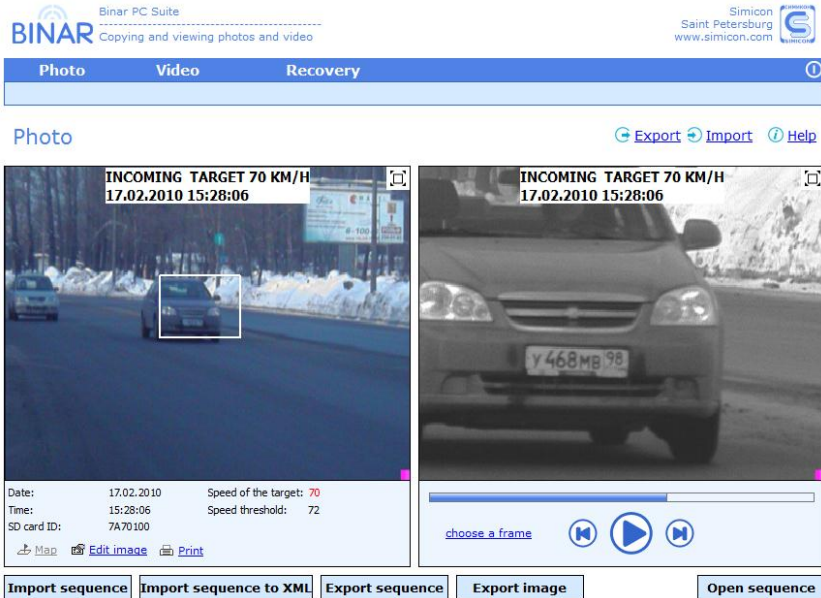 Binar PC Suite
BINAR
Copying and viewing photos and video
Simicon
Saint Petersburg
www.simicon.com
SIMICON
Photo Video Recovery
Photo
Export Import Help
INCOMING TARGET 70 KM/H
17.02.2010 15:28:06
INCOMING TARGET 70 KM/H
17.02.2010 15:28:06
У 468 МВ 98
Date: 17.02.2010 Speed of the target: 70
Time: 15:28:06 Speed threshold: 72
SD card ID: 7A70100
Map Edit image Print
choose a frame
Import sequence Import sequence to XML Export sequence Export image Open sequence